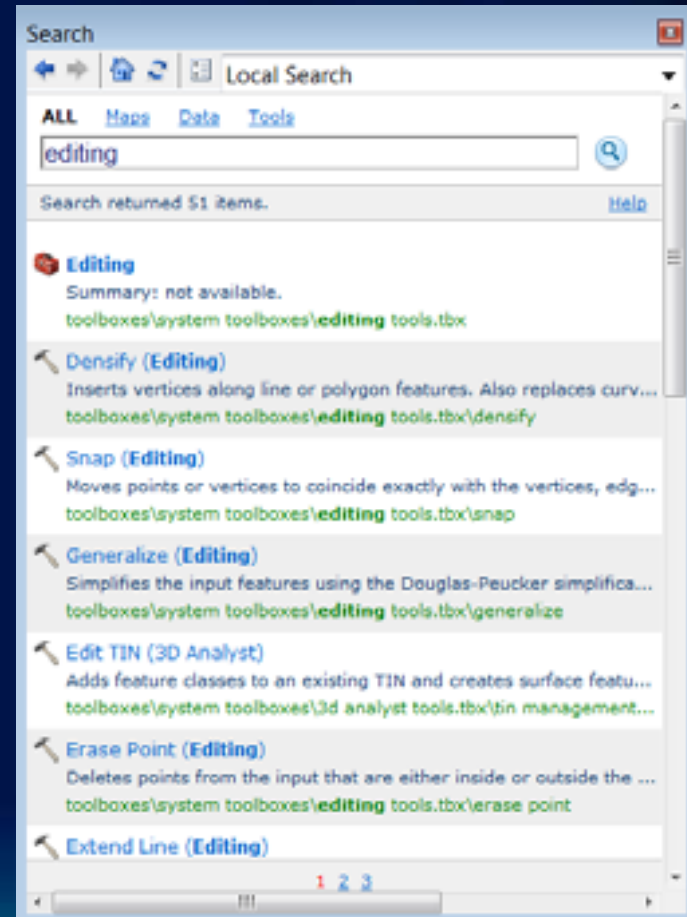 Search
Local Search
ALL Maps Data Tools
editing
Search returned 51 items. Help
Editing
Summary: not available.
toolboxes\system toolboxes\editing tools.tbx
Densify (Editing)
Inserts vertices along line or polygon features. Also replaces curv...
toolboxes\system toolboxes\editing tools.tbx\densify
Snap (Editing)
Moves points or vertices to coincide exactly with the vertices, edg...
toolboxes\system toolboxes\editing tools.tbx\snap
Generalize (Editing)
Simplifies the input features using the Douglas-Peucker simplifica...
toolboxes\system toolboxes\editing tools.tbx\generalize
Edit TIN (3D Analyst)
Adds feature classes to an existing TIN and creates surface featu...
toolboxes\system toolboxes\3d analyst tools.tbx\tin management...
Erase Point (Editing)
Deletes points from the input that are either inside or outside the ...
toolboxes\system toolboxes\editing tools.tbx\erase point
Extend Line (Editing)
1 2 3